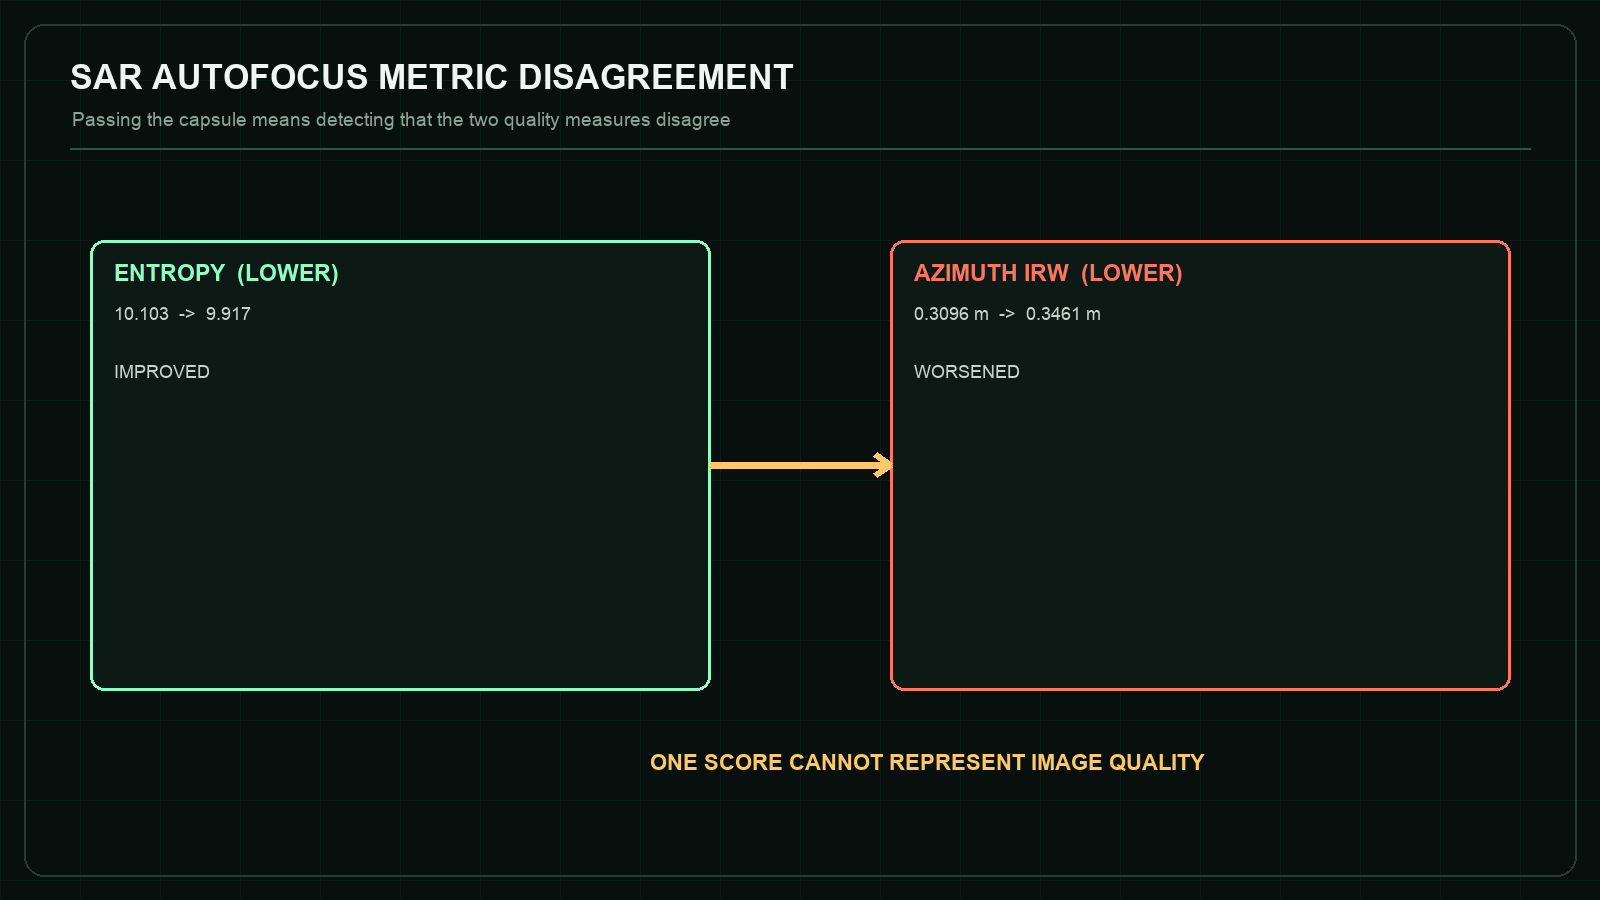 SAR AUTOFOCUS METRIC DISAGREEMENT
Passing the capsule means detecting that the two quality measures disagree
ENTROPY (LOWER)
10.103 -> 9.917
IMPROVED
AZIMUTH IRW (LOWER)
0.3096 m -> 0.3461 m
WORSENED
ONE SCORE CANNOT REPRESENT IMAGE QUALITY